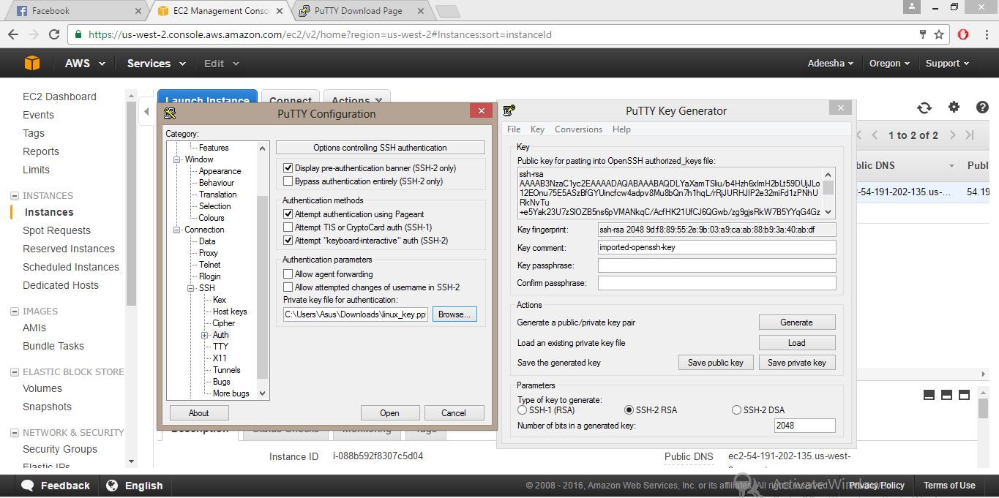 Facebook
EC2 Management Conso
PuTTY Download Page
https://us-west-2.console.aws.amazon.com/ec2/v2/home?region=us-west-2#Instances:sort=instanceId
AWS Services Edit Adeesha Oregon Support
EC2 Dashboard
Events
Tags
Reports
Limits
INSTANCES
Instances
Spot Requests
Reserved Instances
Scheduled Instances
Dedicated Hosts
IMAGES
AMIs
Bundle Tasks
ELASTIC BLOCK STORE
Volumes
Snapshots
NETWORK & SECURITY
Security Groups
Elastic IPs
Launch Instance Connect Actions
PuTTY Configuration
Category:
Features
Window
Appearance
Behaviour
Translation
Selection
Colours
Connection
Data
Proxy
Telnet
Rlogin
SSH
Kex
Host keys
Cipher
Auth
TTY
X11
Tunnels
Bugs
More bugs
Options controlling SSH authentication
Display pre-authentication banner (SSH-2 only)
Bypass authentication entirely (SSH-2 only)
Authentication methods
Attempt authentication using Pageant
Attempt TIS or CryptoCard auth (SSH-1)
Attempt "keyboard-interactive" auth (SSH-2)
Authentication parameters
Allow agent forwarding
Allow attempted changes of username in SSH-2
Private key file for authentication:
C:\Users\Asus\Downloads\linux_key.pp
Browse...
About Open Cancel
PuTTY Key Generator
File Key Conversions Help
Key
Public key for pasting into OpenSSH authorized_keys file:
ssh-rsa
AAAAB3NzaC1yc2EAAAADAQABAAABAQDLYaXamTSliu/b4Hzh6xlmH2bLt59DUjJLo
12EOnu75E5ASzBfGYUincfcw4adpv8Mu8bQn7h1hqL/rRjJURHJIP2e32miFd1zPNhU
RkNvTu
+e5Yak23U7zSlOZB5ns6pVMANkqC/AcfHK21UfCJ6QGwb/zg9gjsRkW7B5YYqG4Gz
Key fingerprint: ssh-rsa 2048 9d:f8:89:55:2e:9b:03:a9:ca:ab:88:b9:3a:40:ab:df
Key comment: imported-openssh-key
Key passphrase:
Confirm passphrase:
Actions
Generate a public/private key pair Generate
Load an existing private key file Load
Save the generated key Save public key Save private key
Parameters
Type of key to generate:
SSH-1 (RSA) SSH-2 RSA SSH-2 DSA
Number of bits in a generated key: 2048
1 to 2 of 2
blic DNS Publ
2-54-191-202-135.us-... 54.19
Description Status Checks Monitoring Tags
Instance ID i-088b592f8307c5d04
Public DNS ec2-54-191-202-135.us-west-
Feedback English
© 2008 - 2016, Amazon Web Services, Inc. or its affiliates. All rights reserved. Privacy Policy Terms of Use
Activate Windows